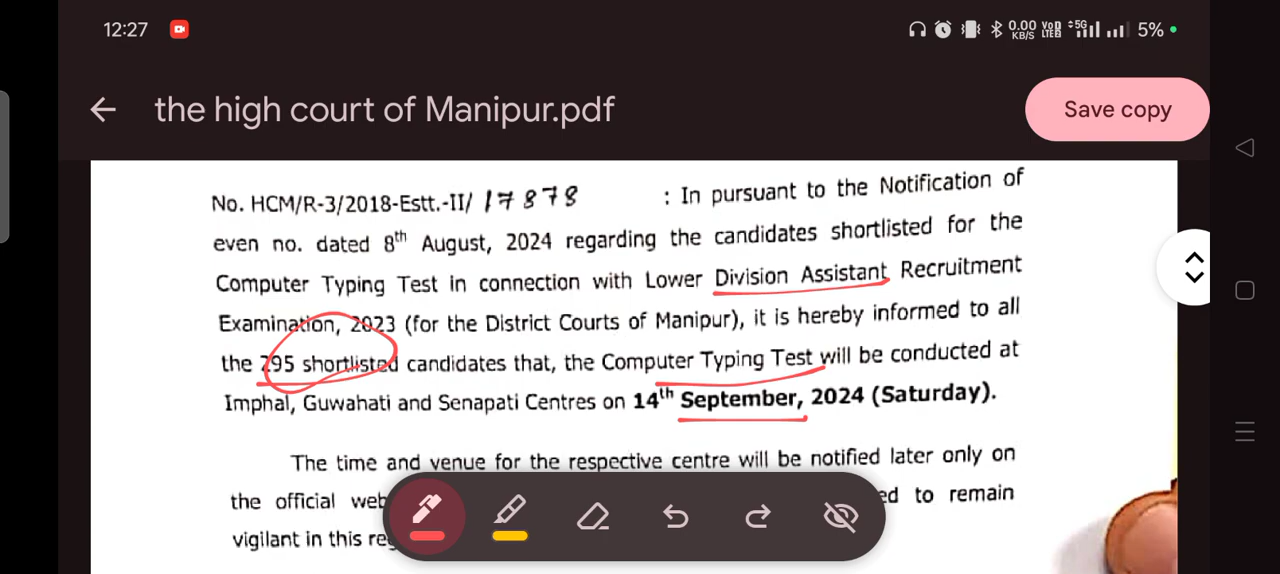 12:27 0.00 KB/S VoD LTE 5G 5%
the high court of Manipur.pdf Save copy
No. HCM/R-3/2018-Estt.-II/ 17878 : In pursuant to the Notification of
even no. dated 8th August, 2024 regarding the candidates shortlisted for the
Computer Typing Test in connection with Lower Division Assistant Recruitment
Examination, 2023 (for the District Courts of Manipur), it is hereby informed to all
the 295 shortlisted candidates that, the Computer Typing Test will be conducted at
Imphal, Guwahati and Senapati Centres on 14th September, 2024 (Saturday).
The time and venue for the respective centre will be notified later only on
the official to remain
vigilant in this